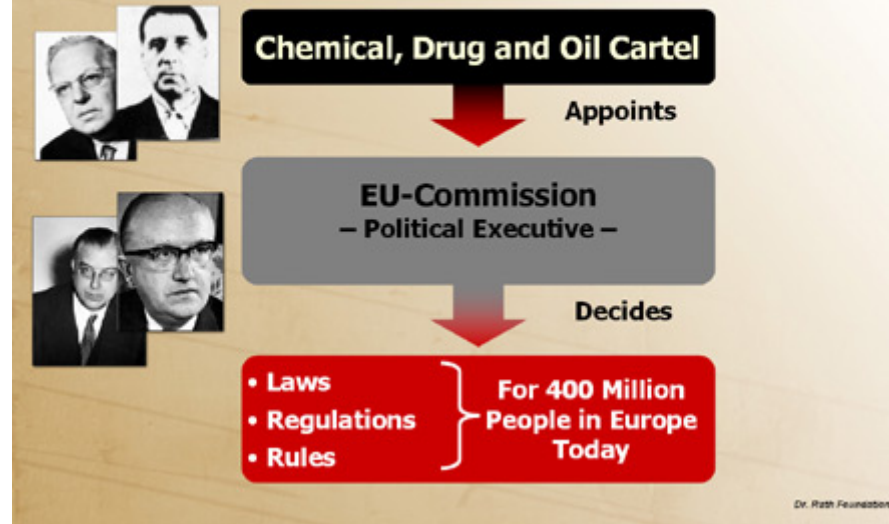 Chemical, Drug and Oil Cartel
Appoints
EU-Commission
– Political Executive –
Decides
• Laws
• Regulations
• Rules
For 400 Million
People in Europe
Today
Dr. Rath Foundation